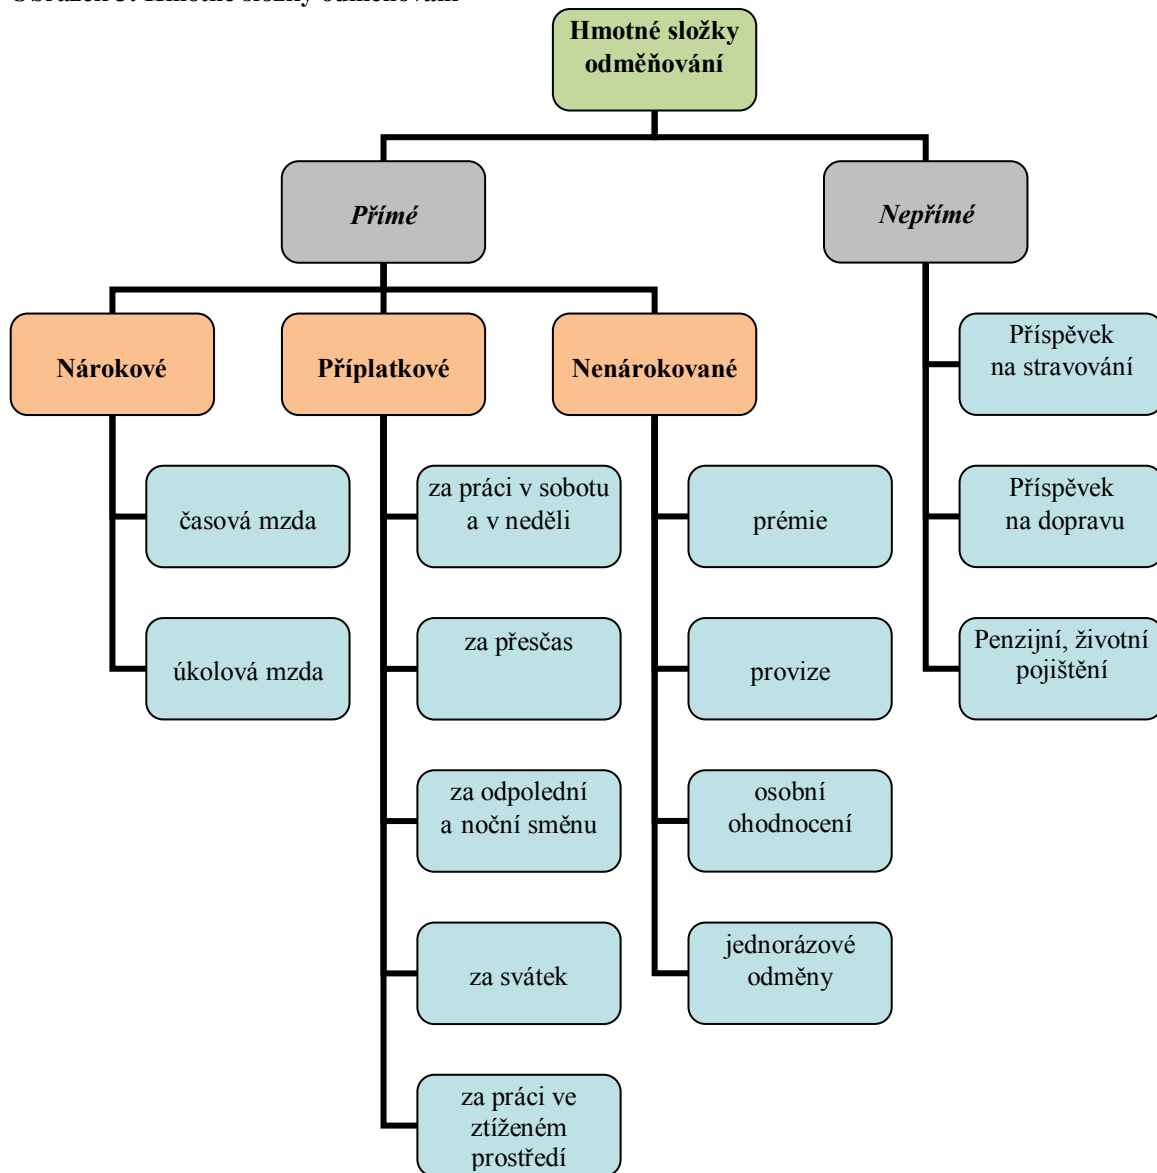 Hmotné složky
odměňování
Přímé
Nepřímé
Nárokové
Příplatkové
Nenárokované
Příspěvek
na stravování
časová mzda
za práci v sobotu
a v neděli
prémie
Příspěvek
na dopravu
úkolová mzda
za přesčas
provize
Penzijní, životní
pojištění
za odpolední
a noční směnu
osobní
ohodnocení
za svátek
jednorázové
odměny
za práci ve
ztíženém
prostředí